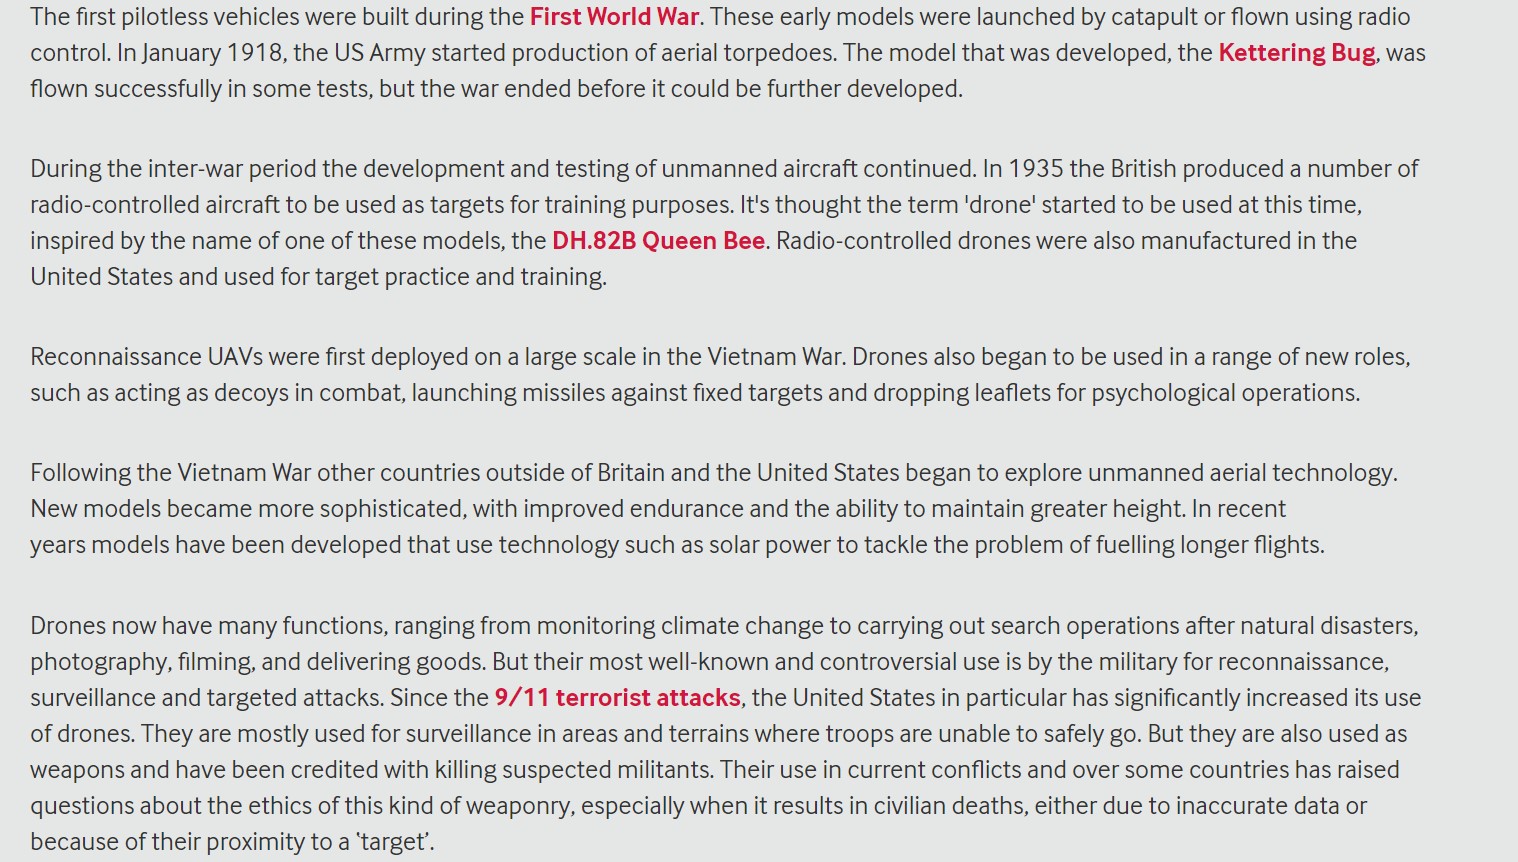 The first pilotless vehicles were built during the First World War. These early models were launched by catapult or flown using radio
control. In January 1918, the US Army started production of aerial torpedoes. The model that was developed, the Kettering Bug, was
flown successfully in some tests, but the war ended before it could be further developed.
During the inter-war period the development and testing of unmanned aircraft continued. In 1935 the British produced a number of
radio-controlled aircraft to be used as targets for training purposes. It's thought the term 'drone' started to be used at this time,
inspired by the name of one of these models, the DH.82B Queen Bee. Radio-controlled drones were also manufactured in the
United States and used for target practice and training.
Reconnaissance UAVs were first deployed on a large scale in the Vietnam War. Drones also began to be used in a range of new roles,
such as acting as decoys in combat, launching missiles against fixed targets and dropping leaflets for psychological operations.
Following the Vietnam War other countries outside of Britain and the United States began to explore unmanned aerial technology.
New models became more sophisticated, with improved endurance and the ability to maintain greater height. In recent
years models have been developed that use technology such as solar power to tackle the problem of fuelling longer flights.
Drones now have many functions, ranging from monitoring climate change to carrying out search operations after natural disasters,
photography, filming, and delivering goods. But their most well-known and controversial use is by the military for reconnaissance,
surveillance and targeted attacks. Since the 9/11 terrorist attacks, the United States in particular has significantly increased its use
of drones. They are mostly used for surveillance in areas and terrains where troops are unable to safely go. But they are also used as
weapons and have been credited with killing suspected militants. Their use in current conflicts and over some countries has raised
questions about the ethics of this kind of weaponry, especially when it results in civilian deaths, either due to inaccurate data or
because of their proximity to a ‘target’.